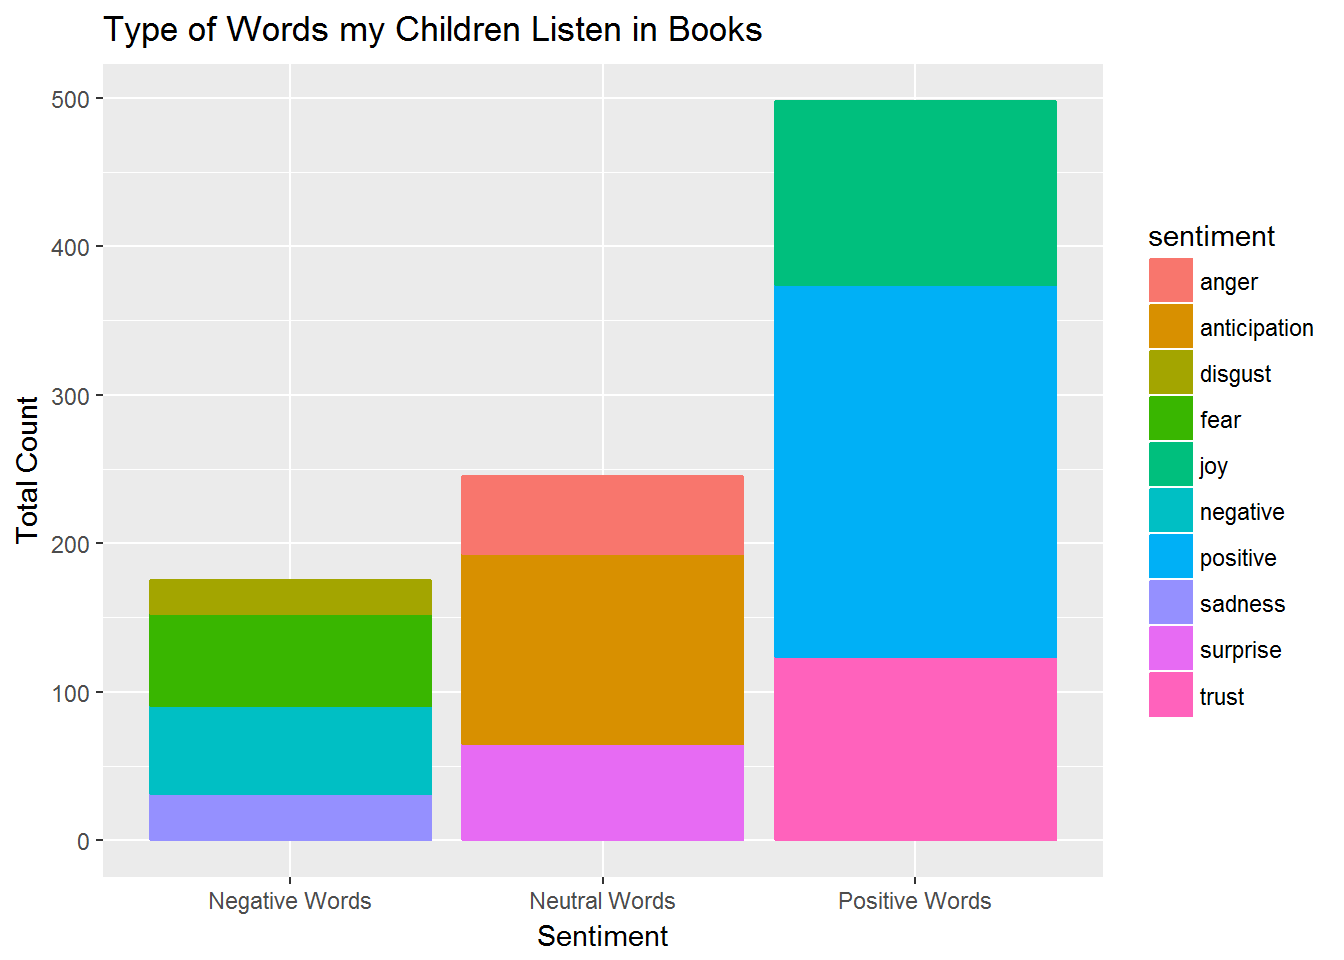 Type of Words my Children Listen in Books
Total Count
500
400
300
200
100
0
Negative Words
Neutral Words
Positive Words
Sentiment
sentiment
anger
anticipation
disgust
fear
joy
negative
positive
sadness
surprise
trust